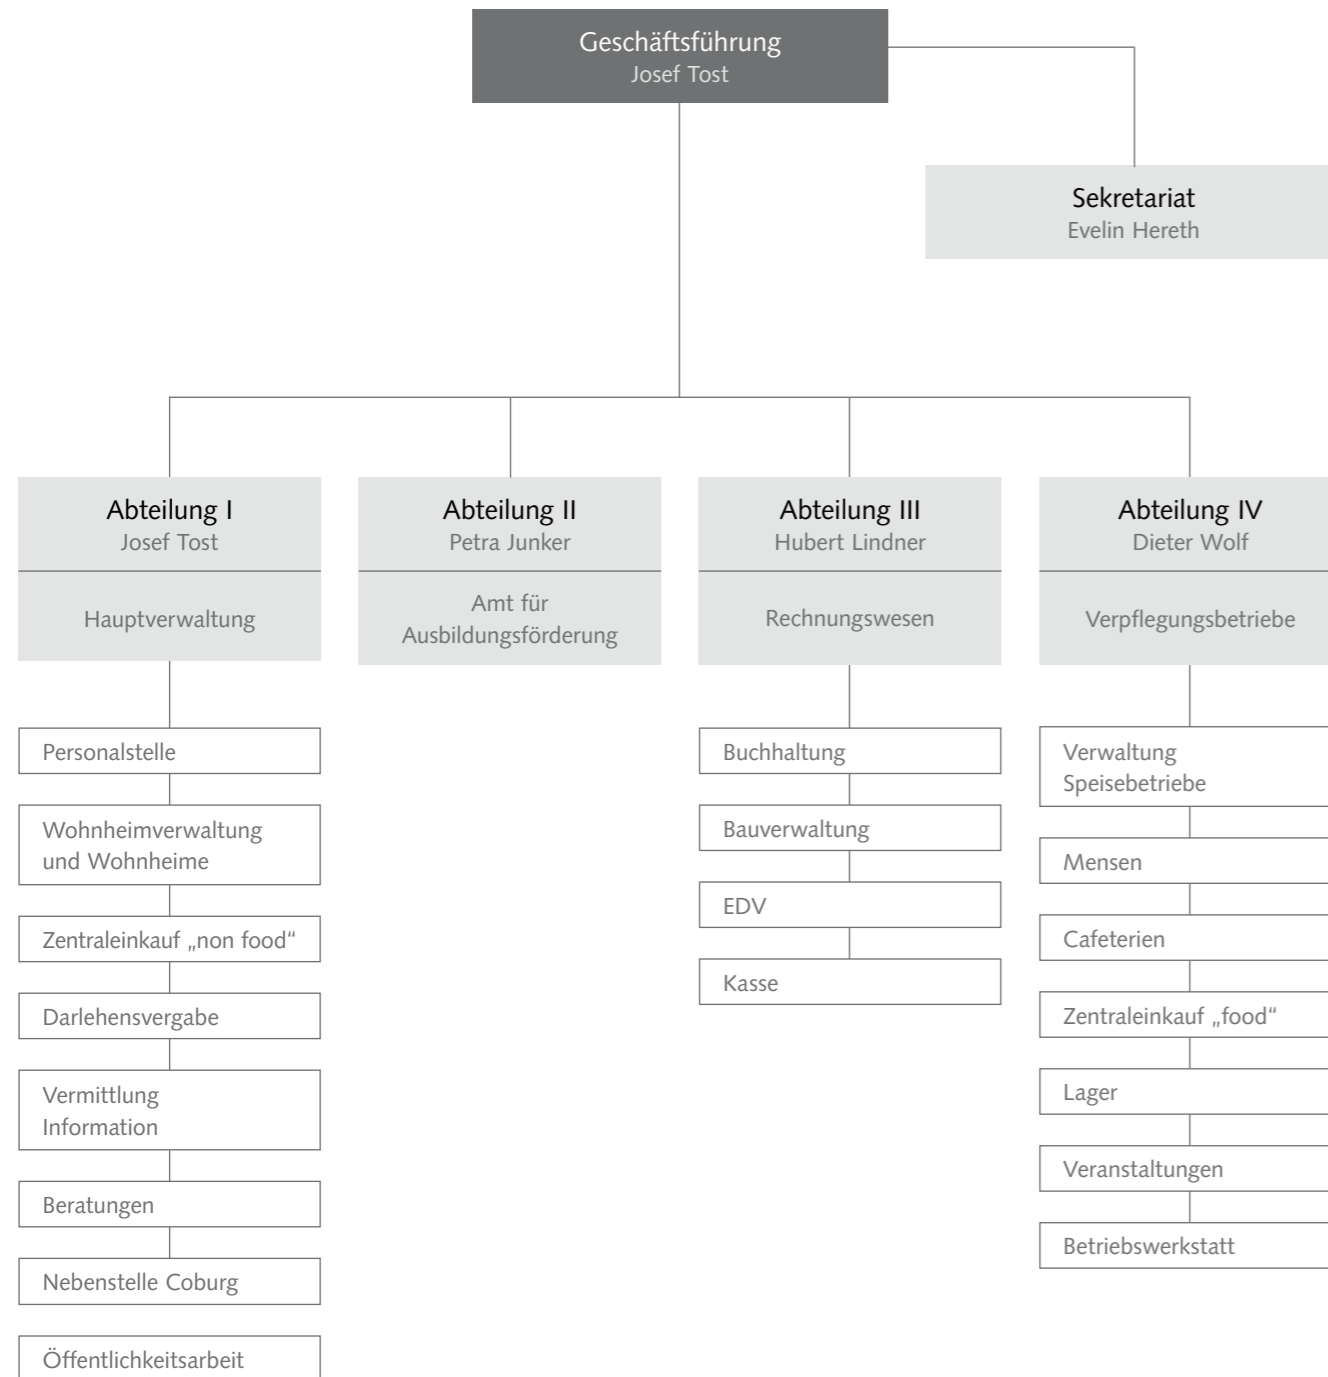 Geschäftsführung
Josef Tost
Sekretariat
Evelin Hereth
Abteilung I
Josef Tost
Hauptverwaltung
Personalstelle
Wohnheimverwaltung
und Wohnheime
Zentraleinkauf „non food“
Darlehensvergabe
Vermittlung
Information
Beratungen
Nebenstelle Coburg
Öffentlichkeitsarbeit
Abteilung II
Petra Junker
Amt für
Ausbildungsförderung
Abteilung III
Hubert Lindner
Rechnungswesen
Buchhaltung
Bauverwaltung
EDV
Kasse
Abteilung IV
Dieter Wolf
Verpflegungsbetriebe
Verwaltung
Speisebetriebe
Mensen
Cafeterien
Zentraleinkauf „food“
Lager
Veranstaltungen
Betriebswerkstatt